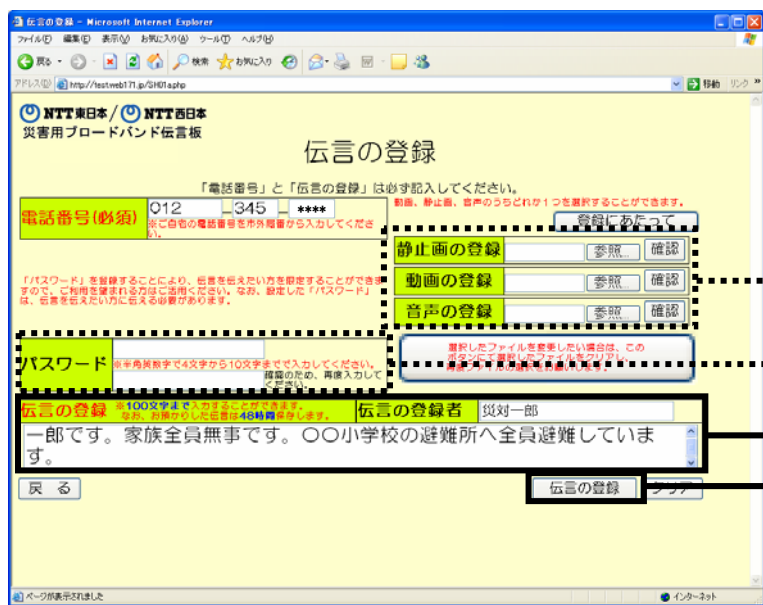 伝言の登録 - Microsoft Internet Explorer
ファイル(F) 編集(E) 表示(V) お気に入り(A) ツール(T) ヘルプ(H)
戻る 検索 お気に入り
アドレス(D) http://testweb171.jp/SH01a.php 移動 リンク »
NTT東日本/NTT西日本
災害用ブロードバンド伝言板
伝言の登録
「電話番号」と「伝言の登録」は必ず記入してください。
動画、静止画、音声のうちどれか1つを選択することができます。
電話番号(必須) 012 - 345 - ****
※ご自宅の電話番号を市外局番から入力してください。
登録にあたって
静止画の登録 参照... 確認
動画の登録 参照... 確認
音声の登録 参照... 確認
「パスワード」を登録することにより、伝言を伝えたい方を限定することができま
すので、ご利用を望まれる方はご活用ください。なお、設定した「パスワード」
は、伝言を伝えたい方に伝える必要があります。
パスワード ※半角英数字で4文字から10文字までで入力してください。
確認のため、再度入力して
ください。
選択したファイルを変更したい場合は、この
ボタンにて選択したファイルをクリアし、
再度ファイルの選択をお願いします。
伝言の登録 ※100文字まで入力することができます。
なお、お預かりした伝言は48時間保存します。
伝言の登録者 災対一郎
一郎です。家族全員無事です。〇〇小学校の避難所へ全員避難していま
す。
戻 る 伝言の登録 クリア
ページが表示されました インターネット